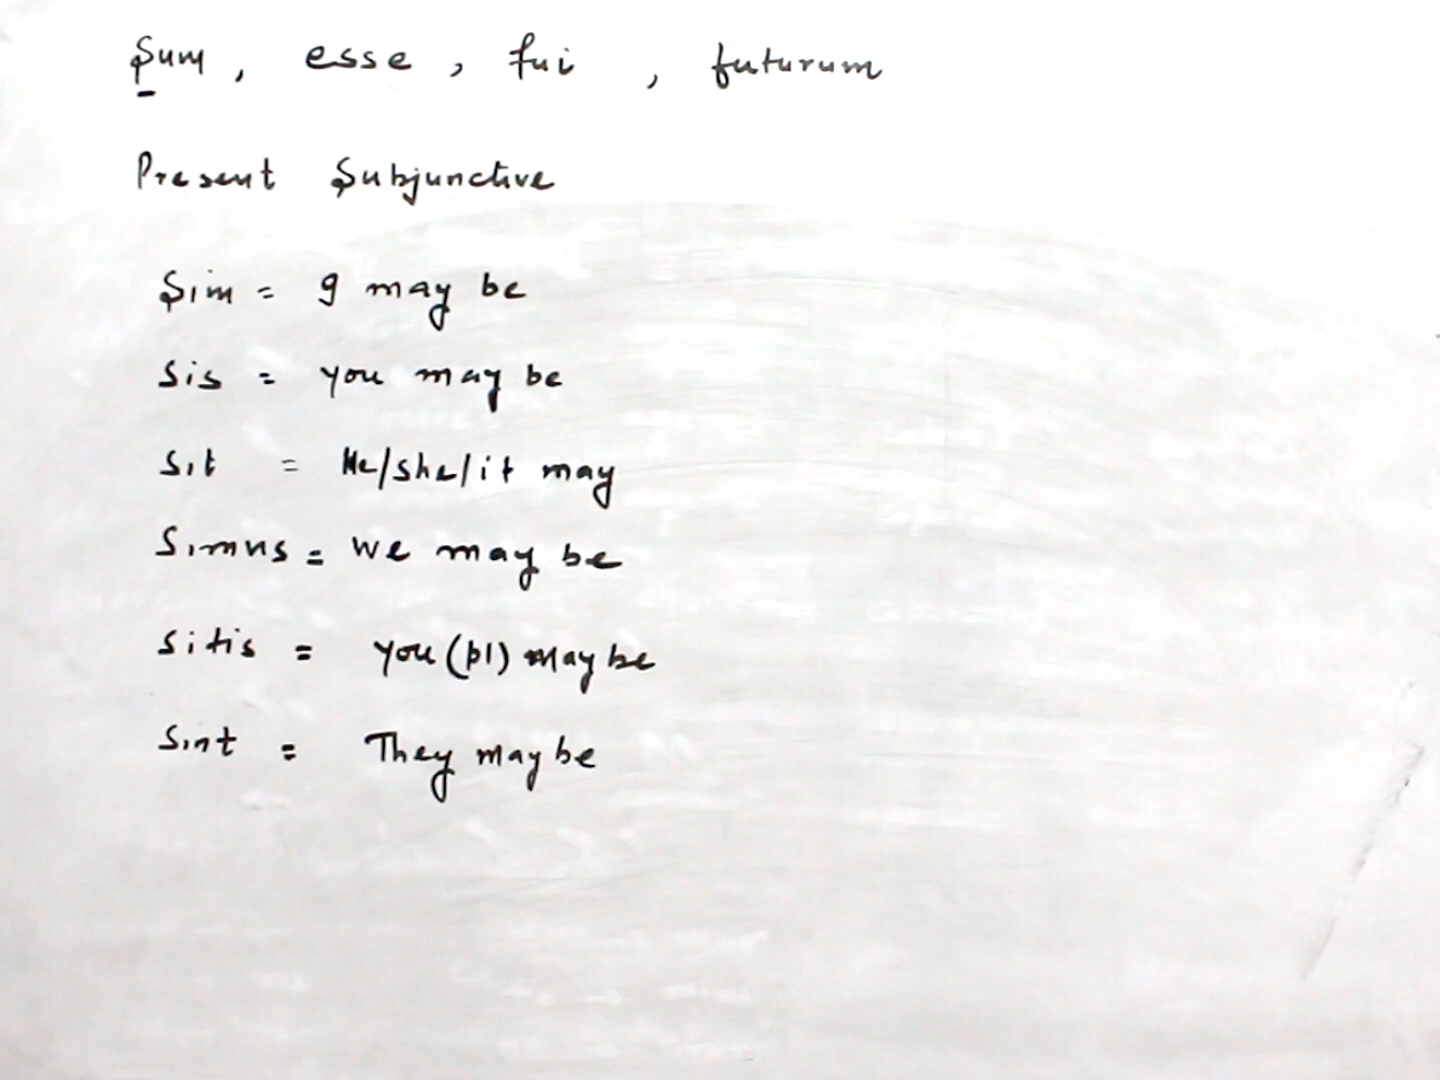 Sum, esse, fui, futurum
Present Subjunctive
Sim = I may be
Sis = you may be
Sit = He/she/it may
Simus = We may be
Sitis = you (pl) may be
Sint = They may be